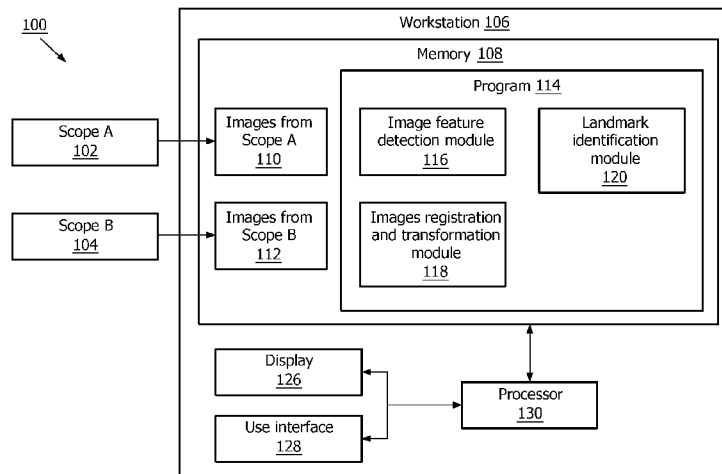 100
Workstation 106
Memory 108
Program 114
Scope A
102
Images from
Scope A
110
Image feature
detection module
116
Landmark
identification
module
120
Scope B
104
Images from
Scope B
112
Images registration
and transformation
module
118
Display
126
Use interface
128
Processor
130